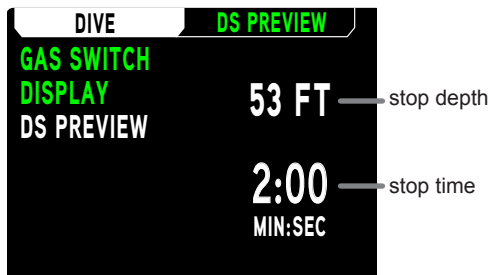 DIVE
DS PREVIEW
GAS SWITCH
DISPLAY
DS PREVIEW
53 FT
stop depth
2:00
stop time
MIN:SEC